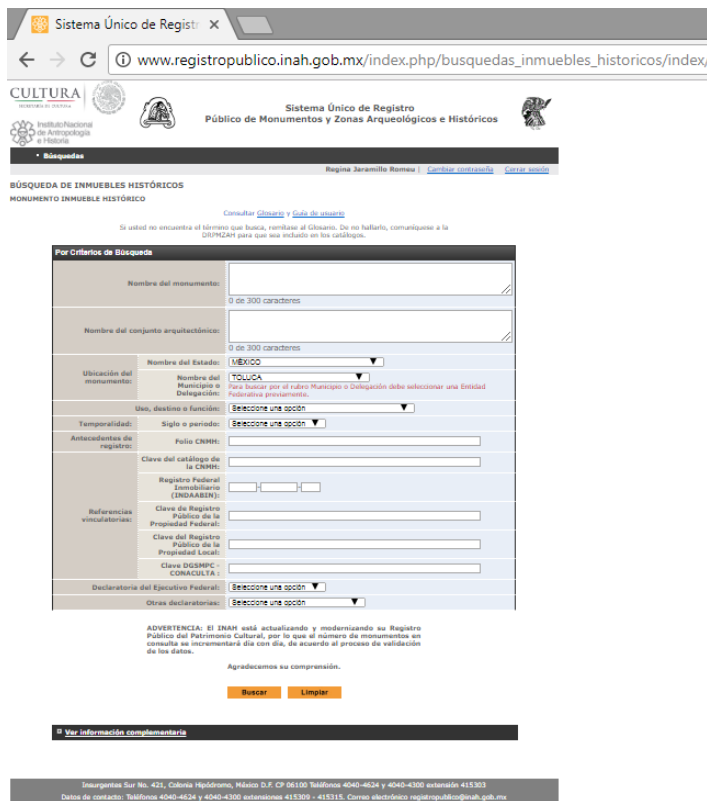 Sistema Único de Registr
www.registropublico.inah.gob.mx/index.php/busquedas_inmuebles_historicos/index/
CULTURA
Instituto Nacional
de Antropología
e Historia
Sistema Único de Registro
Público de Monumentos y Zonas Arqueológicos e Históricos
Búsquedas
Regina Jaramillo Romeu | Cambiar contraseña Cerrar sesión
BÚSQUEDA DE INMUEBLES HISTÓRICOS
MONUMENTO INMUEBLE HISTÓRICO
Consultar Glosario y Guía de usuario
Si usted no encuentra el término que busca, remítase al Glosario. De no hallarlo, comuníquese a la
DRPMZAH para que sea incluido en los catálogos.
Por Criterios de Búsqueda
Nombre del monumento:
0 de 300 caracteres
Nombre del conjunto arquitectónico:
0 de 300 caracteres
Ubicación del
monumento:
Nombre del Estado:
MÉXICO
Nombre del
Municipio o
Delegación:
TOLUCA
Para buscar por el rubro Municipio o Delegación debe seleccionar una Entidad
Federativa previamente.
Uso, destino o función:
Seleccione una opción
Temporalidad:
Siglo o periodo:
Seleccione una opción
Antecedentes de
registro:
Folio CNMH:
Referencias
vinculatorias:
Clave del catálogo de
la CNMH:
Registro Federal
Inmobiliario
(INDAABIN):
Clave de Registro
Público de la
Propiedad Federal:
Clave del Registro
Público de la
Propiedad Local:
Clave DGSMPC -
CONACULTA :
Declaratoria del Ejecutivo Federal:
Seleccione una opción
Otras declaratorias:
Seleccione una opción
ADVERTENCIA: El INAH está actualizando y modernizando su Registro
Público del Patrimonio Cultural, por lo que el número de monumentos en
consulta se incrementará día con día, de acuerdo al proceso de validación
de los datos.
Agradecemos su comprensión.
Buscar
Limpiar
Ver información complementaria
Insurgentes Sur No. 421, Colonia Hipódromo, México D.F. CP 06100 Teléfonos 4040-4624 y 4040-4300 extensión 415303
Datos de contacto: Teléfonos 4040-4624 y 4040-4300 extensiones 415309 - 415315. Correo electrónico registropublico@inah.gob.mx